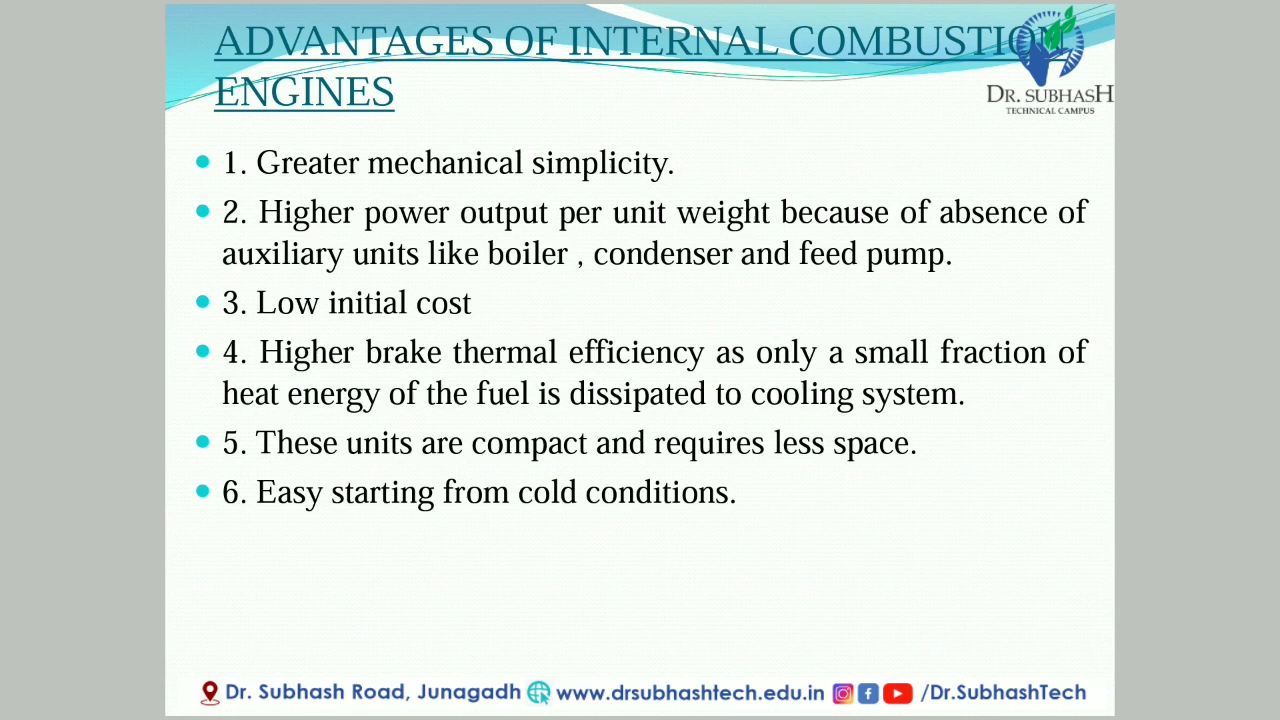 ADVANTAGES OF INTERNAL COMBUSTION
ENGINES
DR. SUBHASH
TECHNICAL CAMPUS
1. Greater mechanical simplicity.
2. Higher power output per unit weight because of absence of
auxiliary units like boiler , condenser and feed pump.
3. Low initial cost
4. Higher brake thermal efficiency as only a small fraction of
heat energy of the fuel is dissipated to cooling system.
5. These units are compact and requires less space.
6. Easy starting from cold conditions.
Dr. Subhash Road, Junagadh www.drsubhashtech.edu.in /Dr.SubhashTech